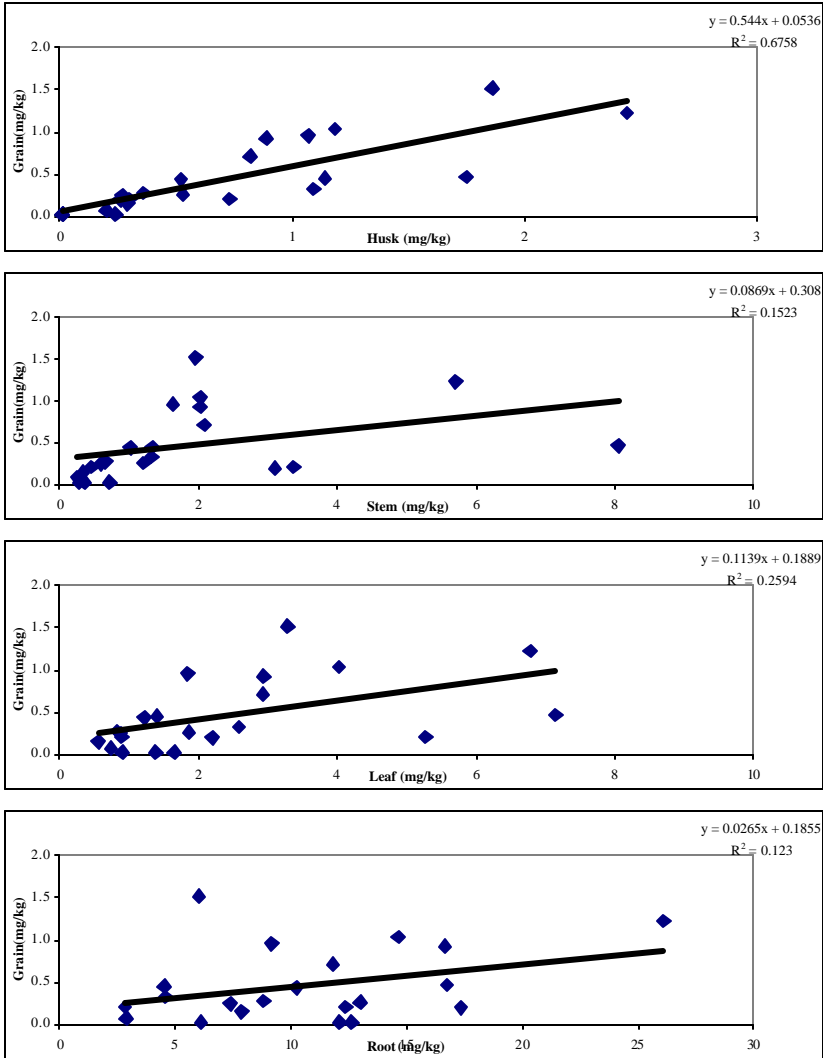 y = 0.544x + 0.0536
R² = 0.6758
2.0
1.5
1.0
0.5
0.0
Grain(mg/kg)
0 1 2 3
Husk (mg/kg)
y = 0.0869x + 0.308
R² = 0.1523
2.0
1.5
1.0
0.5
0.0
Grain(mg/kg)
0 2 4 6 8 10
Stem (mg/kg)
y = 0.1139x + 0.1889
R² = 0.2594
2.0
1.5
1.0
0.5
0.0
Grain(mg/kg)
0 2 4 6 8 10
Leaf (mg/kg)
y = 0.0265x + 0.1855
R² = 0.123
2.0
1.5
1.0
0.5
0.0
Grain(mg/kg)
0 5 10 15 20 25 30
Root (mg/kg)